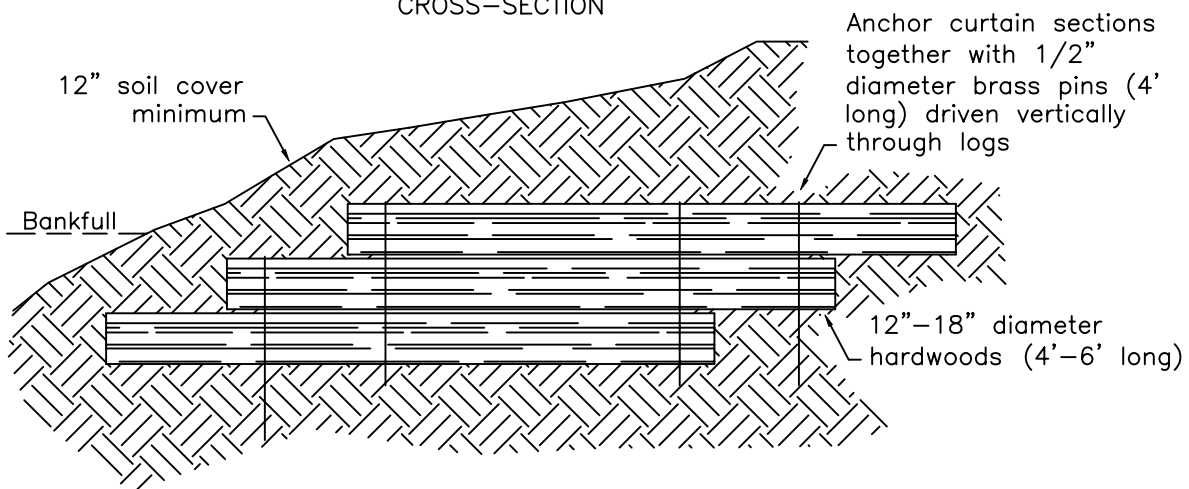 CROSS-SECTION
Anchor curtain sections
together with 1/2"
diameter brass pins (4'
long) driven vertically
through logs
12" soil cover
minimum
Bankfull
12"-18" diameter
hardwoods (4'-6' long)